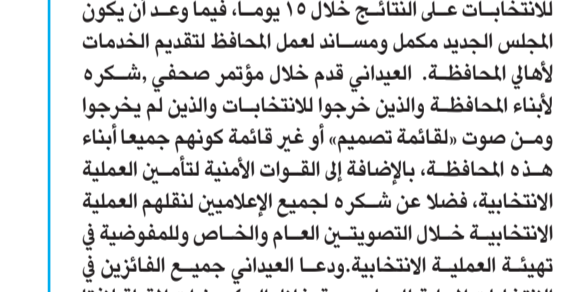 للانتخابات على النتائج خلال ١٥ يوما، فيما وعد أن يكون
المجلس الجديد مكمل ومساند لعمل المحافظ لتقديم الخدمات
لأهالي المحافظة. العيداني قدم خلال مؤتمر صحفي ,شكره
لأبناء المحافظة والذين خرجوا للانتخابات والذين لم يخرجوا
ومن صوت «لقائمة تصميم» أو غير قائمة كونهم جميعا أبناء
هذه المحافظة، بالإضافة إلى القوات الأمنية لتأمين العملية
الانتخابية، فضلا عن شكره لجميع الإعلاميين لنقلهم العملية
الانتخابية خلال التصويتين العام والخاص وللمفوضية في
تهيئة العملية الانتخابية.ودعا العيداني جميع الفائزين في